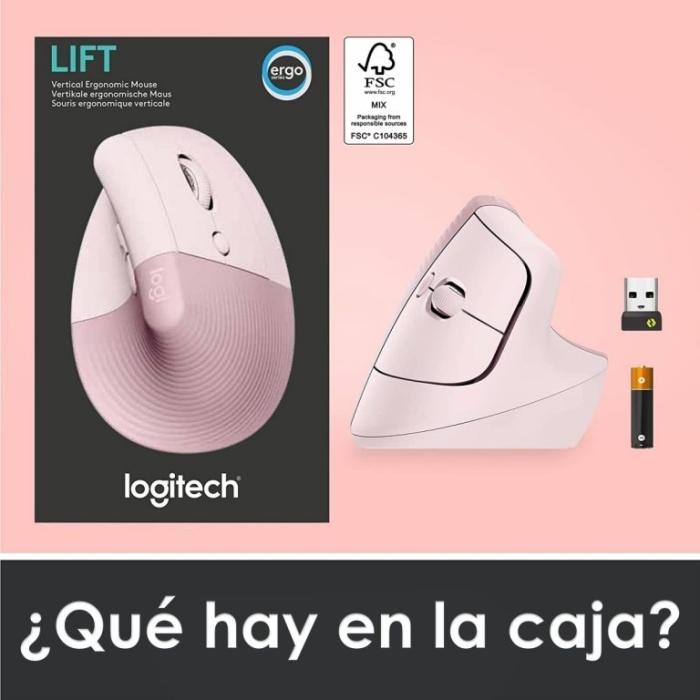 LIFT
Vertical Ergonomic Mouse
Vertikale ergonomische Maus
Souris ergonomique verticale
ergo
series
logi
logitech
FSC
www.fsc.org
MIX
Packaging from
responsible sources
FSC® C104365
¿Qué hay en la caja?